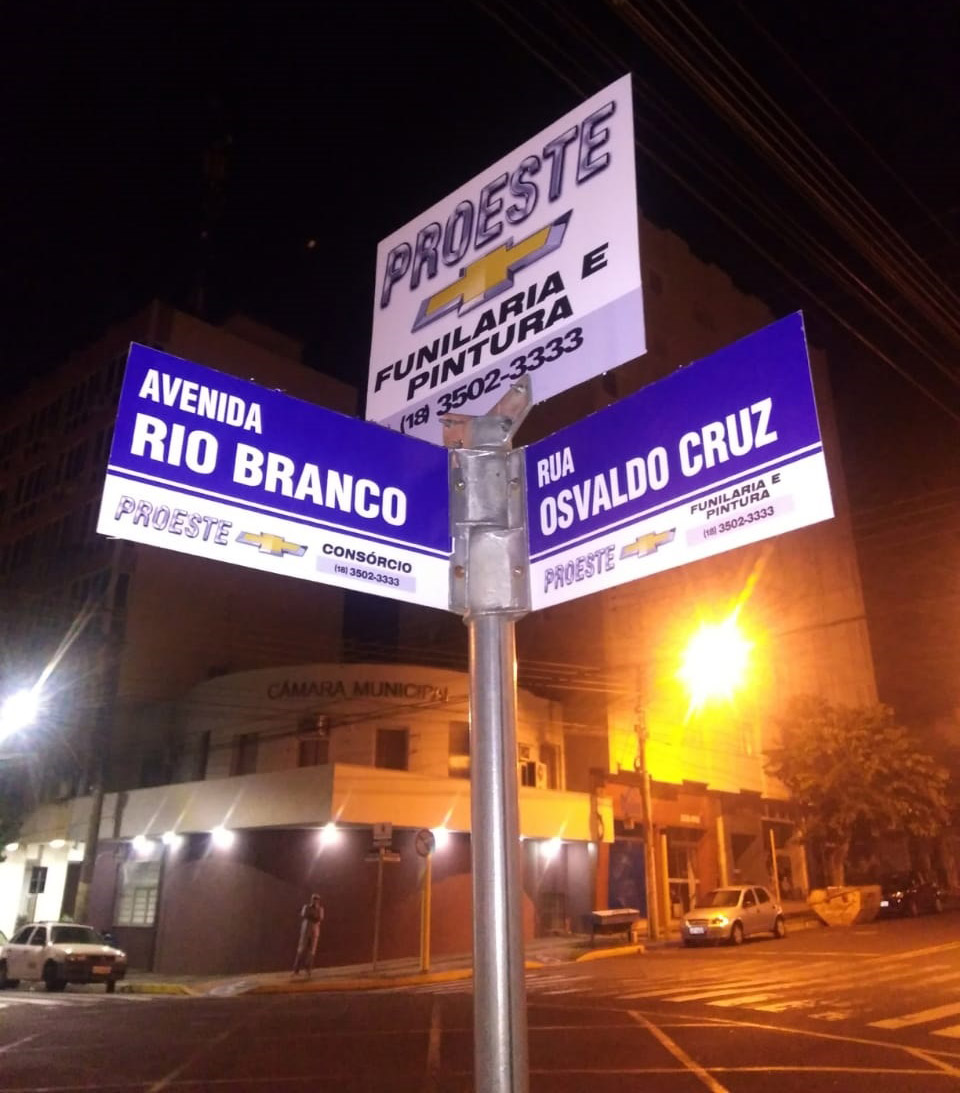 PROESTE
FUNILARIA E
PINTURA
(18) 3502-3333
AVENIDA
RIO BRANCO
PROESTE
CONSÓRCIO
(18) 3502-3333
RUA
OSVALDO CRUZ
PROESTE
FUNILARIA E
PINTURA
(18) 3502-3333
CÂMARA MUNICIPAL